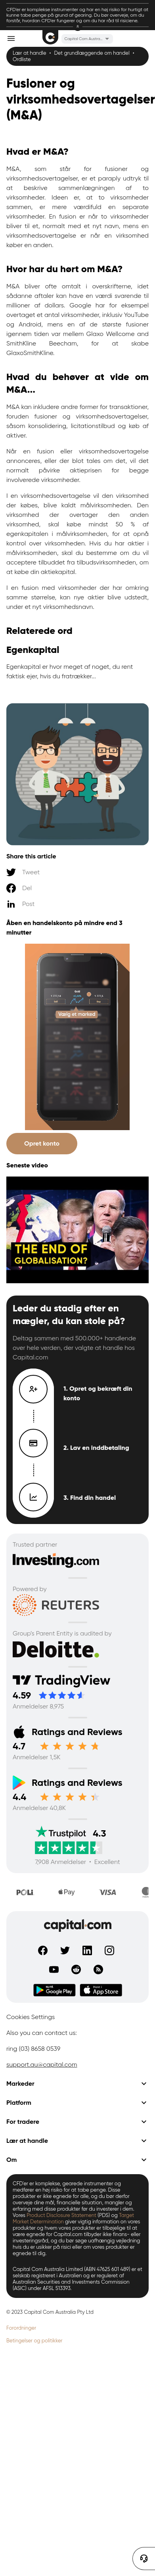 CFD'er er komplekse instrumenter og har en høj risiko for hurtigt at miste dine penge på grund af gearing. Du bør overveje, om du forstår, hvordan CFD'er fungerer og om du har råd til risiciene.
Capital Com Austra...
Lær at handle • Det grundlæggende om handel •
Ordliste
Fusioner og
virksomhedsovertagelser
(M&A)
Hvad er M&A?
M&A, som står for fusioner og
virksomhedsovertagelser, er et paraply udtryk til
at beskrive sammenlægningen af to
virksomheder. Ideen er, at to virksomheder
sammen er mere værd, end de største separate
virksomheder. En fusion er når to virksomheder
bliver til et, normalt med en nyt navn, mens en
virksomhedsovertagelse er når en virksomhed
køber en anden.
Hvor har du hørt om M&A?
M&A bliver ofte omtalt i overskrifterne, idet
sådanne aftaler kan have en værdi i tusindvis af
millioner af dollars. Google har for eksempel
overtaget et antal virksomheder, inklusiv YouTube
og Android, mens en af de største fusioner
igennem tiden var mellem Glaxo Wellcome and
SmithKline Beecham, for at skabe
GlaxoSmithKline.
Hvad du behøver at vide om
M&A...
M&A kan inkludere andre former for transaktioner,
foruden fusioner og virksomhedsovertagelser,
såsom konsolidering, licitationstilbud og køb af
aktiver.
Når en fusion eller virksomhedsovertagelse
annonceres, eller der blot tales om det, vil det
normalt påvirke aktieprisen for begge
involverede virksomheder.
I en virksomhedsovertagelse vil den virksomhed,
der købes, blive kaldt målvirksomheden. Den
virksomhed der overtager den anden
virksomhed, skal købe mindst 50 % af
egenkapitalen i målvirksomheden, for at opnå
kontrol over virksomheden. Hvis du har aktier i
målvirksomheden, skal du bestemme om du vil
acceptere tilbuddet fra tilbudsvirksomheden, om
at købe din aktiekapital.
I en fusion med virksomheder der har omkring
samme størrelse, kan nye aktier blive udstedt,
under et nyt virksomhedsnavn.
Relaterede ord
Egenkapital
Egenkapital er hvor meget af noget, du rent
faktisk ejer, hvis du fratrækker...
Share this article
Tweet
Del
Post
Åben en handelskonto på mindre end 3
minutter
Vælg et marked
Opret konto
Seneste video
THE END OF
GLOBALISATION?
Leder du stadig efter en
mægler, du kan stole på?
Deltag sammen med 500.000+ handlende
over hele verden, der valgte at handle hos
Capital.com
1. Opret og bekræft din
konto
2. Lav en inddbetaling
3. Find din handel
Trusted partner
Investing.com
Powered by
REUTERS
Group's Parent Entity is audited by
Deloitte.
TradingView
4.59
Anmeldelser 8,975
Ratings and Reviews
4.7
Anmeldelser 1,5K
Ratings and Reviews
4.4
Anmeldelser 40,8K
Trustpilot 4.3
7,908 Anmeldelser • Excellent
POLi
Pay
VISA
capital.com
Google Play
App Store
Cookies Settings
Also you can contact us:
ring (03) 8658 0539
support.au@capital.com
Markeder
Platform
For tradere
Lær at handle
Om
CFD'er er komplekse, gearede instrumenter og medfører en høj risiko for at tabe penge. Disse produkter er ikke egnede for alle, og du bør derfor overveje dine mål, finansielle situation, mangler og erfaring med disse produkter før du investerer i dem. Vores Product Disclosure Statement (PDS) og Target Market Determination giver vigtig information om vores produkter og hjem vores produkter er tilbøjelige til at være egnede for. Capital.com tilbyder ikke finans- eller investeringsråd, og du bør søge uafhængig vejledning hvis du er usikker på risici eller om vores produkter er egnede til dig.
Capital Com Australia Limited (ABN 47625 601 489) er et selskab registreret i Australien og er reguleret af Australian Securities and Investments Commission (ASIC) under AFSL 513393.
© 2023 Capital Com Australia Pty Ltd
Forordninger
Betingelser og politikker